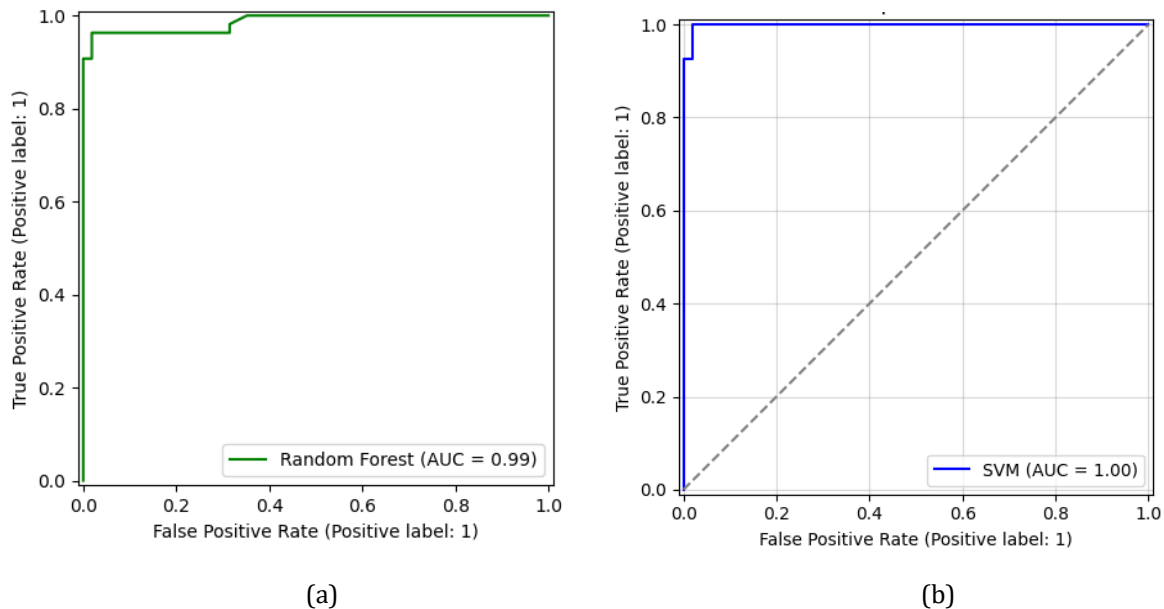 True Positive Rate (Positive label: 1)
1.0
0.8
0.6
0.4
0.2
0.0
Random Forest (AUC = 0.99)
0.0 0.2 0.4 0.6 0.8 1.0
False Positive Rate (Positive label: 1)
(a)
True Positive Rate (Positive label: 1)
1.0
0.8
0.6
0.4
0.2
0.0
SVM (AUC = 1.00)
0.0 0.2 0.4 0.6 0.8 1.0
False Positive Rate (Positive label: 1)
(b)